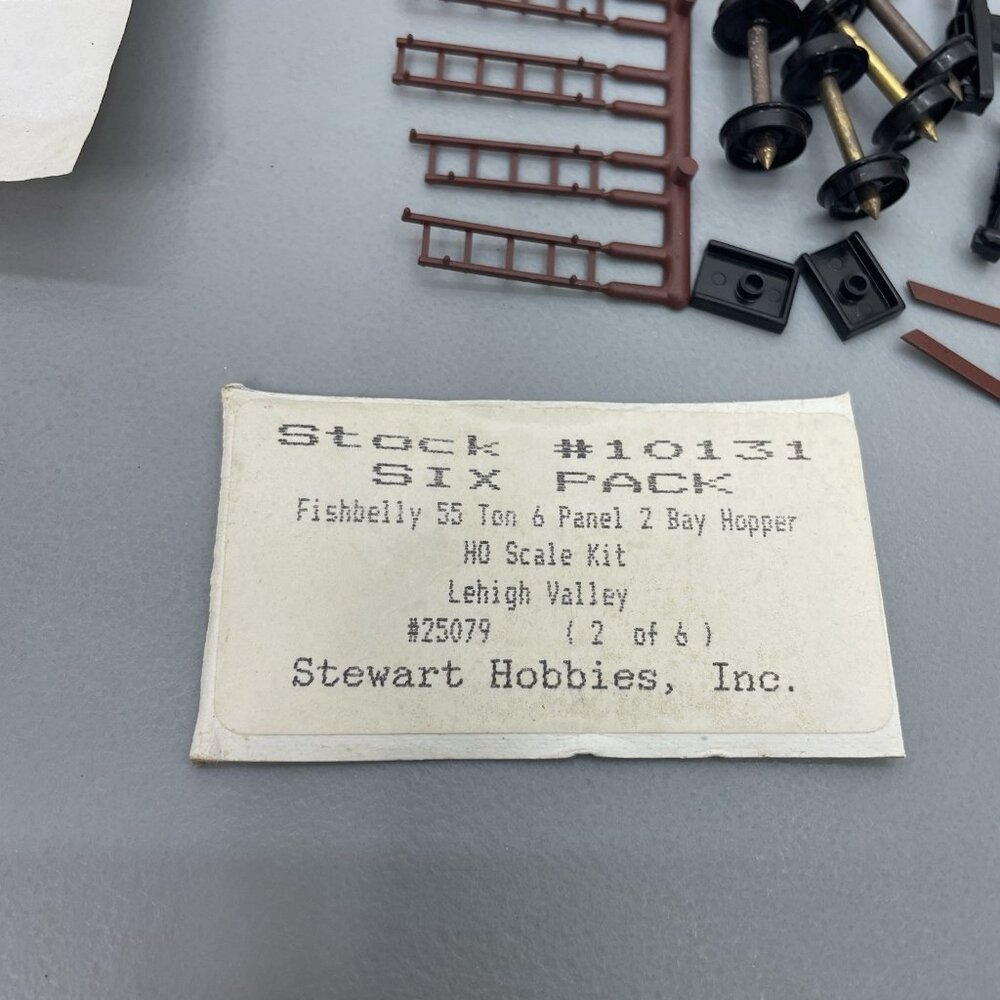 Stock #10131
SIX PACK
Fishbelly 55 Ton 6 Panel 2 Bay Hopper
HO Scale Kit
Lehigh Valley
#25079 ( 2 of 6 )
Stewart Hobbies, Inc.